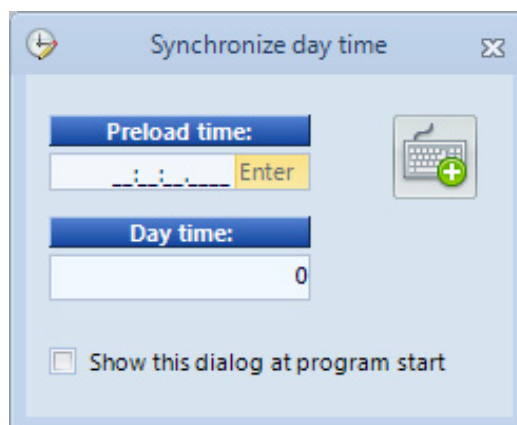 Synchronize day time
Preload time:
__:__:__.____ Enter
Day time:
0
Show this dialog at program start